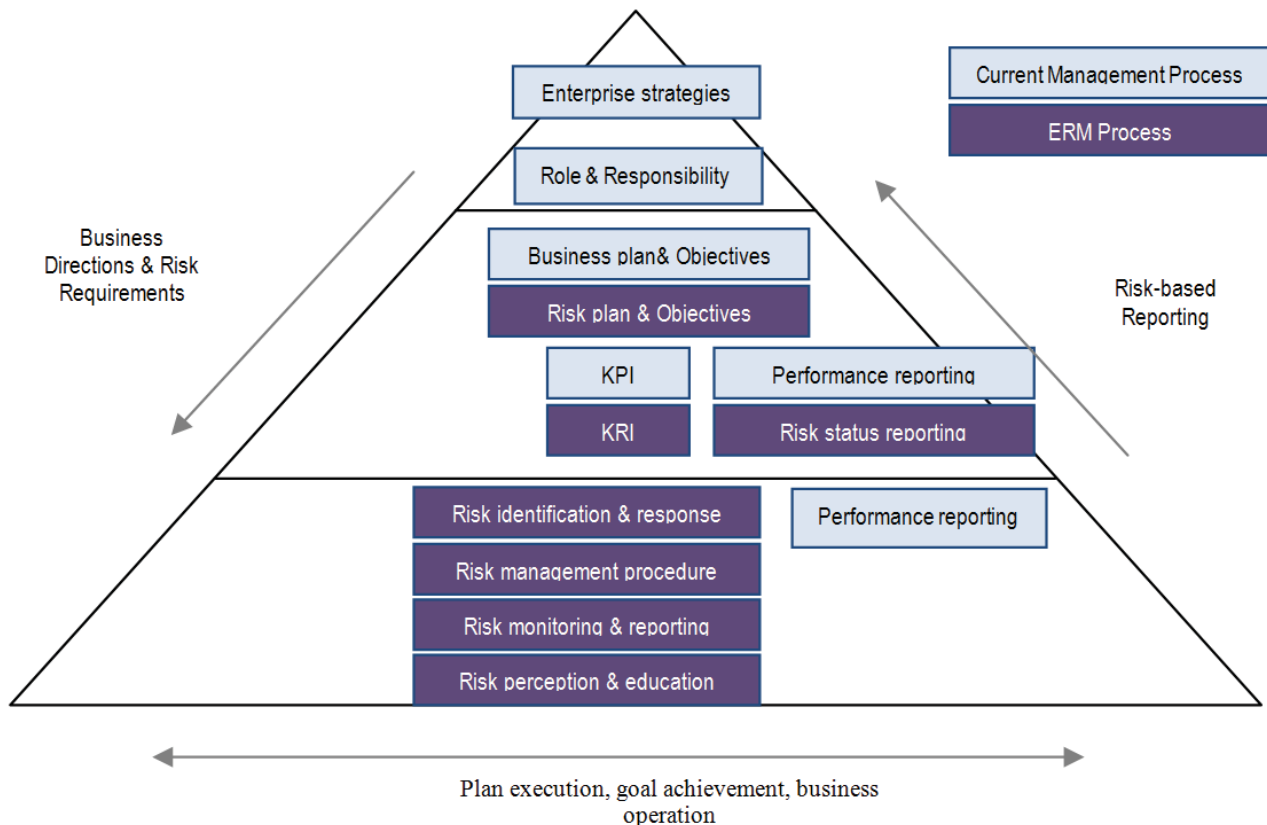 Enterprise strategies
Current Management Process
ERM Process
Role & Responsibility
Business
Directions & Risk
Requirements
Business plan& Objectives
Risk plan & Objectives
Risk-based
Reporting
KPI
Performance reporting
KRI
Risk status reporting
Risk identification & response
Performance reporting
Risk management procedure
Risk monitoring & reporting
Risk perception & education
Plan execution, goal achievement, business
operation